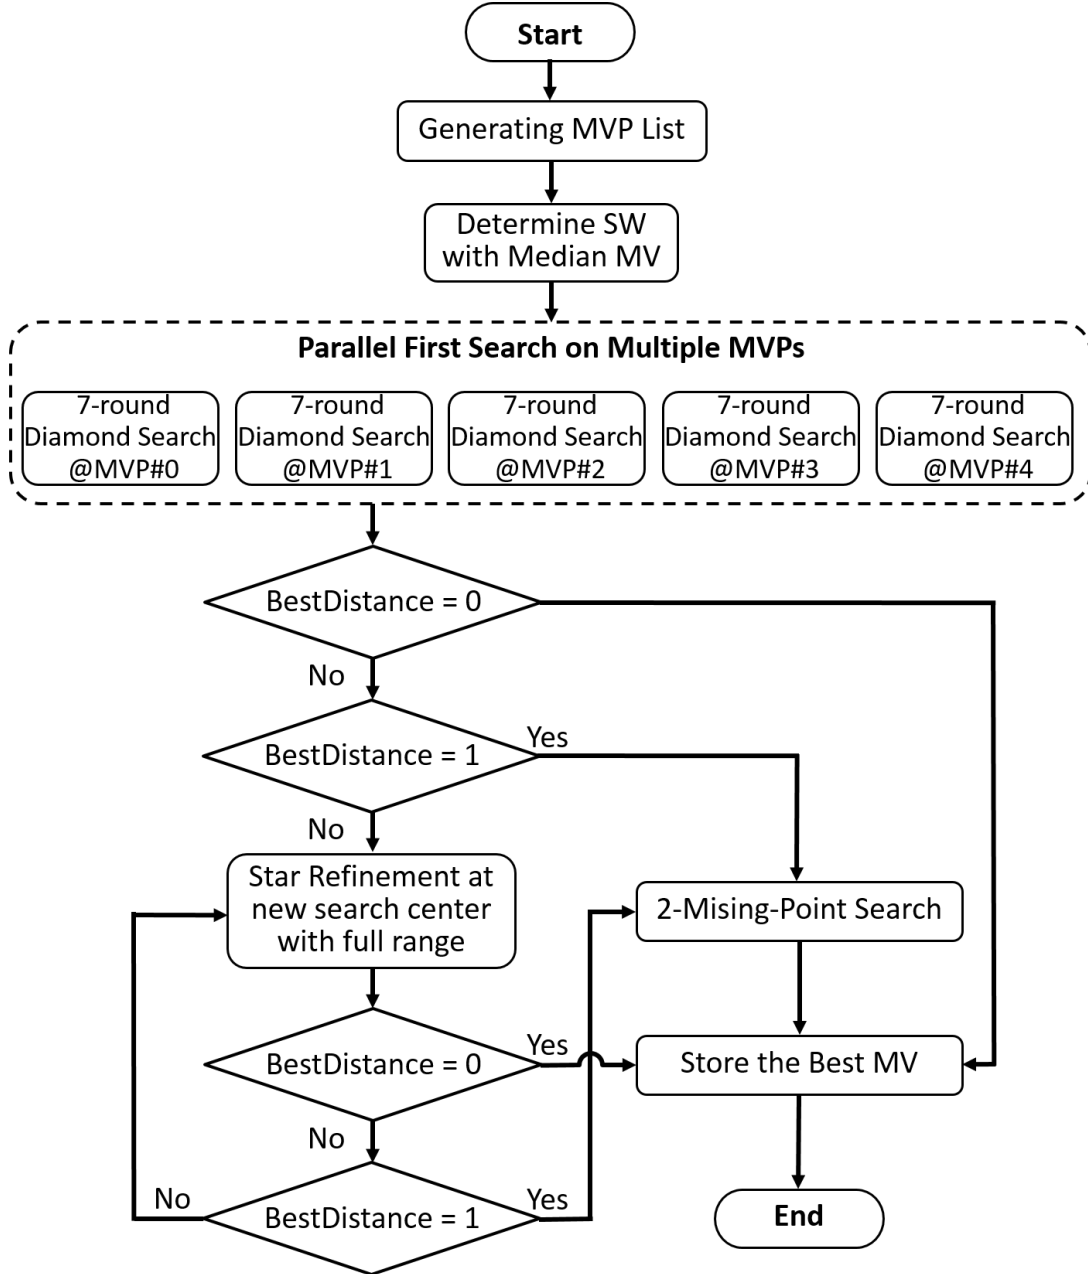 Start
Generating MVP List
Determine SW
with Median MV
Parallel First Search on Multiple MVPs
7-round
Diamond Search
@MVP#0
7-round
Diamond Search
@MVP#1
7-round
Diamond Search
@MVP#2
7-round
Diamond Search
@MVP#3
7-round
Diamond Search
@MVP#4
BestDistance = 0
No
BestDistance = 1
Yes
No
Star Refinement at
new search center
with full range
2-Mising-Point Search
BestDistance = 0
Yes
Store the Best MV
No
BestDistance = 1
No
Yes
End